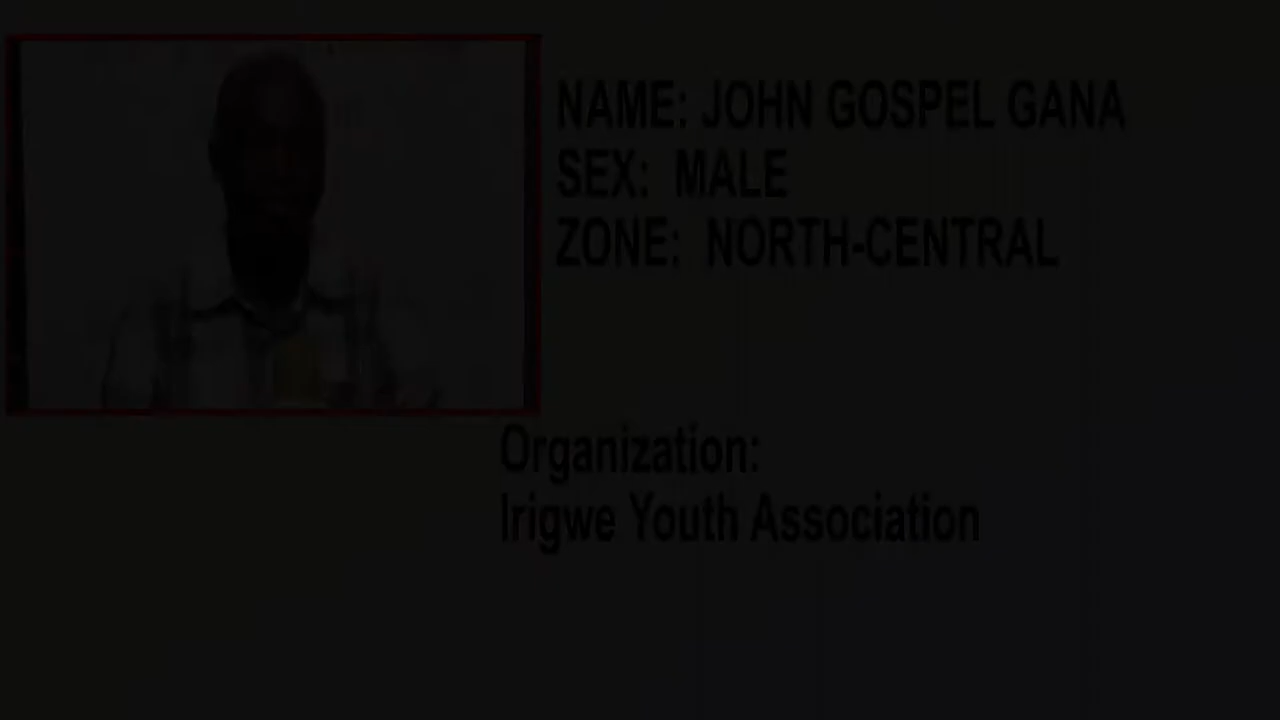 NAME: JOHN GOSPEL GANA
SEX: MALE
ZONE: NORTH-CENTRAL
Organization:
Irigwe Youth Association